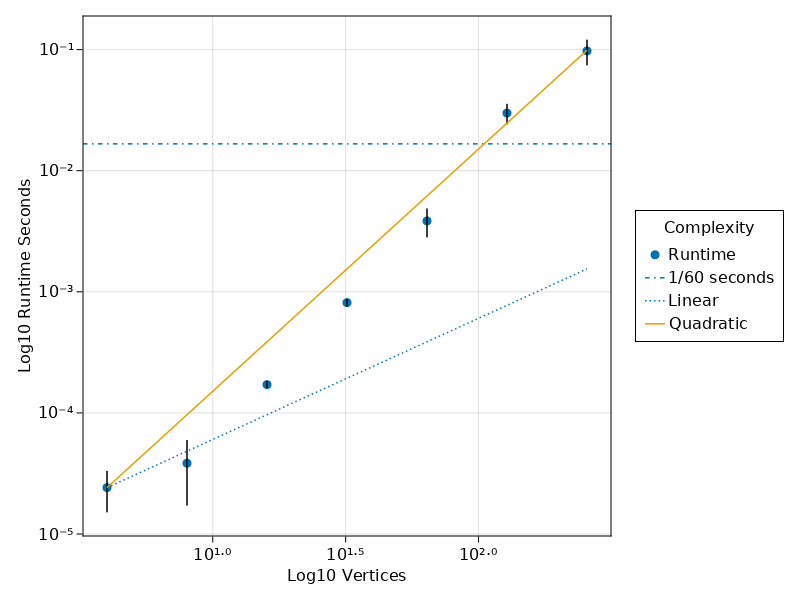 10⁻¹
10⁻²
10⁻³
10⁻⁴
10⁻⁵
Log10 Runtime Seconds
10¹·⁰
10¹·⁵
10²·⁰
Log10 Vertices
Complexity
Runtime
1/60 seconds
Linear
Quadratic